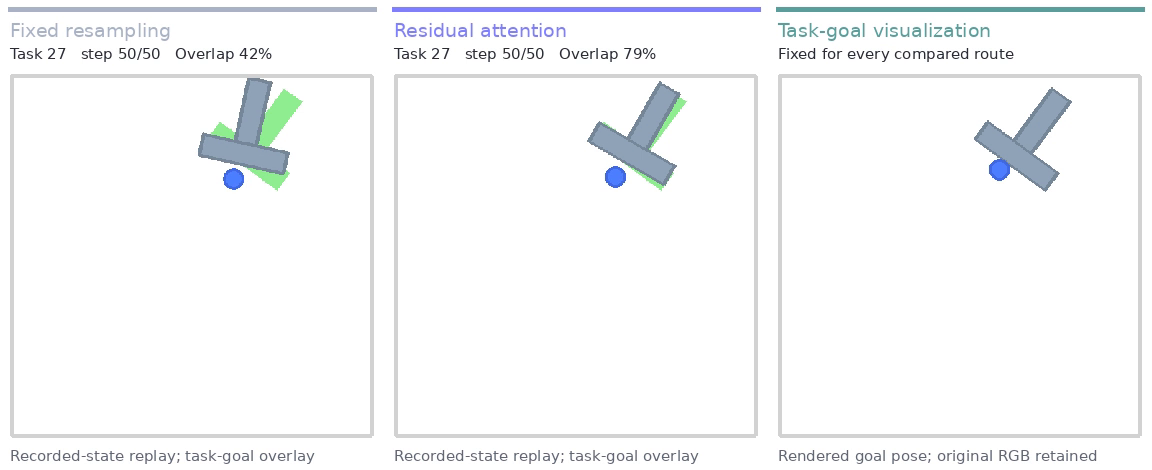 Fixed resampling
Task 27 step 50/50 Overlap 42%
Recorded-state replay; task-goal overlay
Residual attention
Task 27 step 50/50 Overlap 79%
Recorded-state replay; task-goal overlay
Task-goal visualization
Fixed for every compared route
Rendered goal pose; original RGB retained